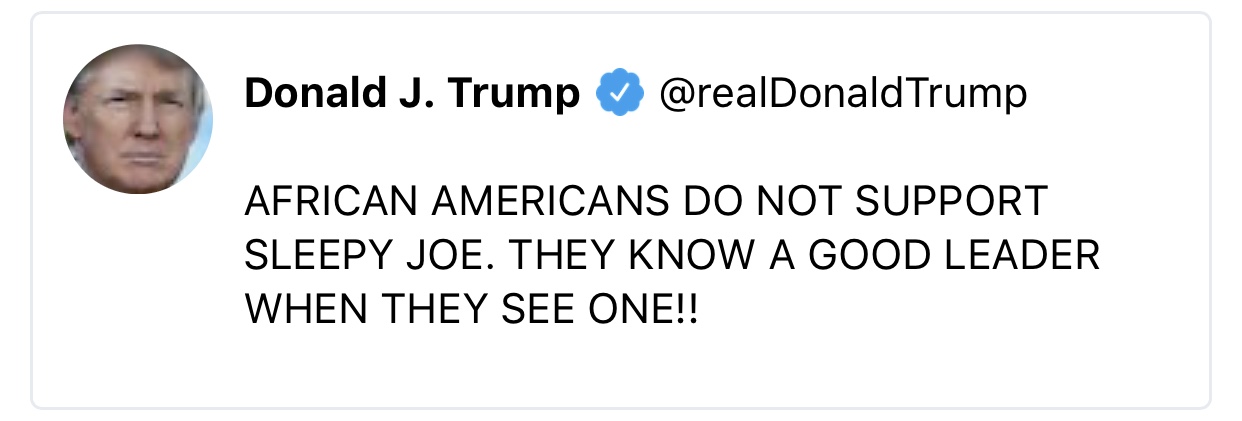 Donald J. Trump @realDonaldTrump
AFRICAN AMERICANS DO NOT SUPPORT
SLEEPY JOE. THEY KNOW A GOOD LEADER
WHEN THEY SEE ONE!!